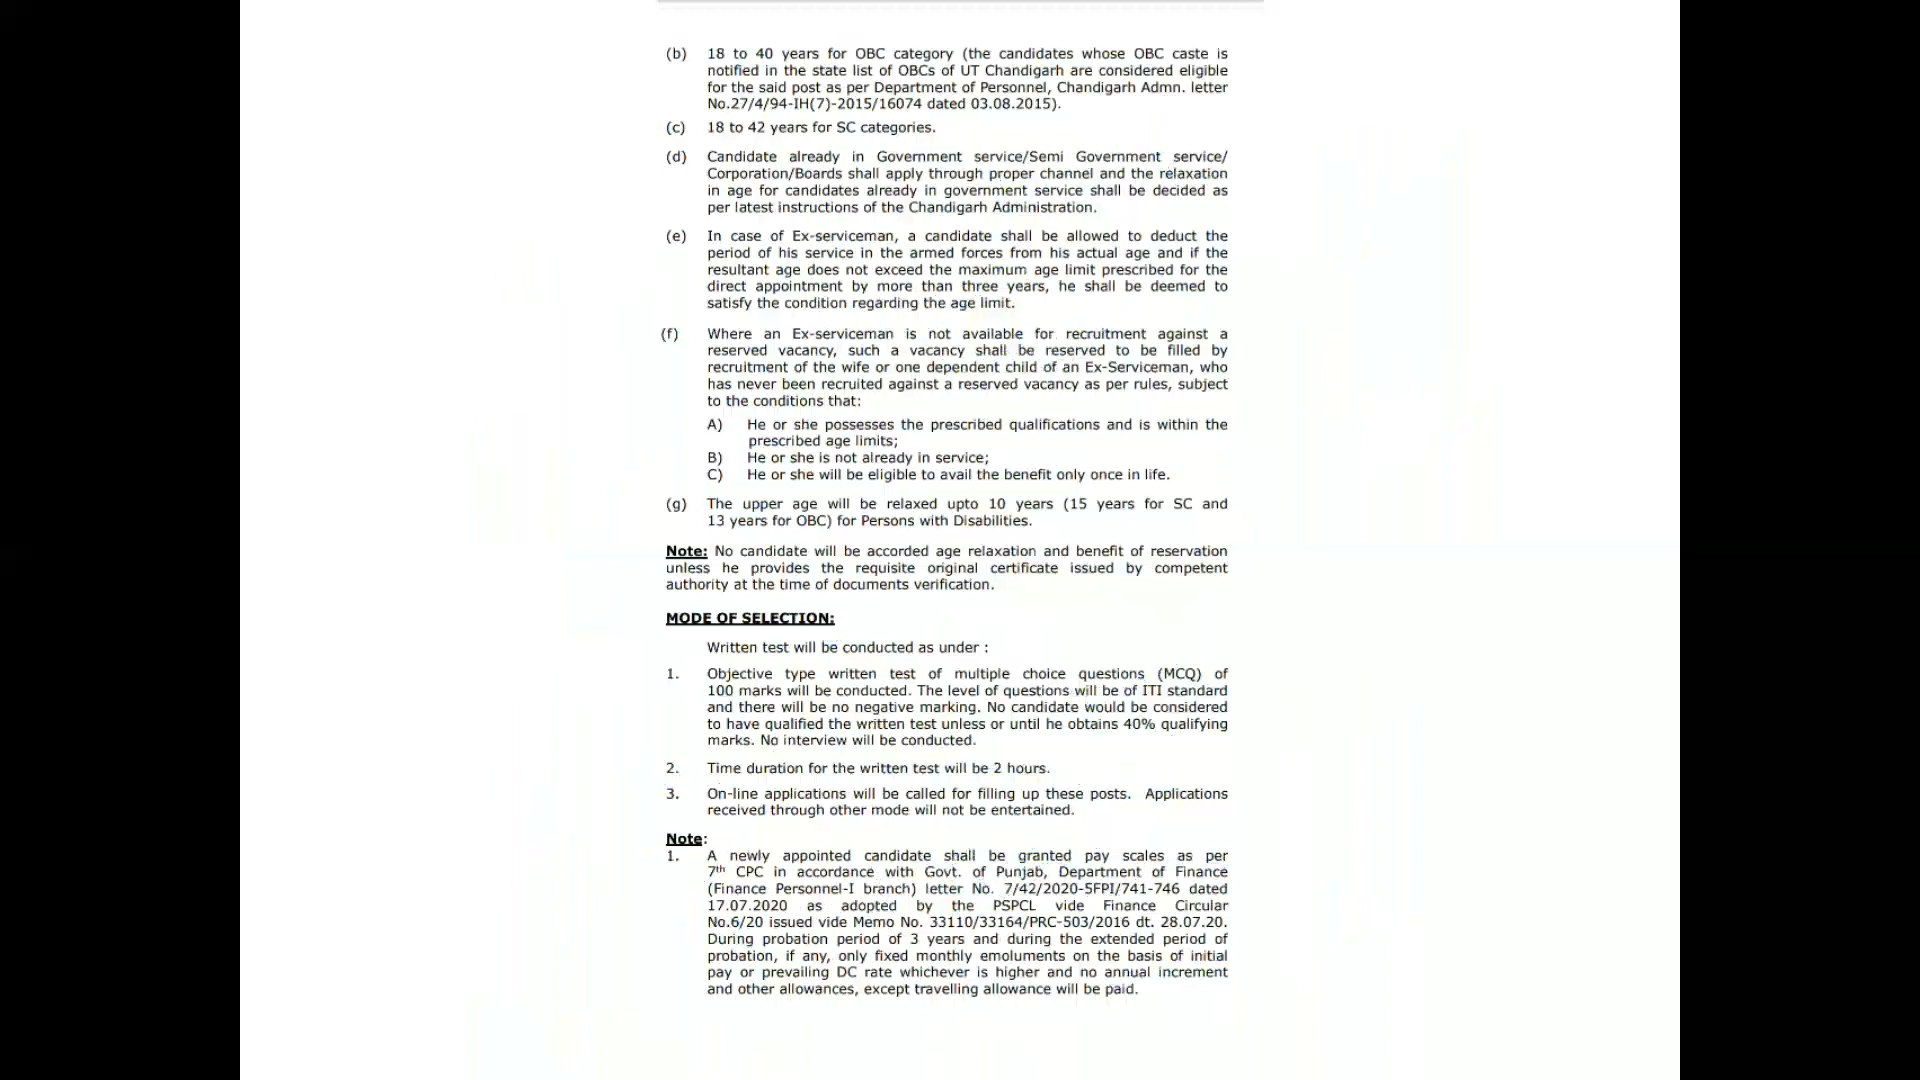 (b) 18 to 40 years for OBC category (the candidates whose OBC caste is
notified in the state list of OBCs of UT Chandigarh are considered eligible
for the said post as per Department of Personnel, Chandigarh Admn. letter
No.27/4/94-IH(7)-2015/16074 dated 03.08.2015).
(c) 18 to 42 years for SC categories.
(d) Candidate already in Government service/Semi Government service/
Corporation/Boards shall apply through proper channel and the relaxation
in age for candidates already in government service shall be decided as
per latest instructions of the Chandigarh Administration.
(e) In case of Ex-serviceman, a candidate shall be allowed to deduct the
period of his service in the armed forces from his actual age and if the
resultant age does not exceed the maximum age limit prescribed for the
direct appointment by more than three years, he shall be deemed to
satisfy the condition regarding the age limit.
(f) Where an Ex-serviceman is not available for recruitment against a
reserved vacancy, such a vacancy shall be reserved to be filled by
recruitment of the wife or one dependent child of an Ex-Serviceman, who
has never been recruited against a reserved vacancy as per rules, subject
to the conditions that:
A) He or she possesses the prescribed qualifications and is within the
prescribed age limits;
B) He or she is not already in service;
C) He or she will be eligible to avail the benefit only once in life.
(g) The upper age will be relaxed upto 10 years (15 years for SC and
13 years for OBC) for Persons with Disabilities.
Note: No candidate will be accorded age relaxation and benefit of reservation
unless he provides the requisite original certificate issued by competent
authority at the time of documents verification.
MODE OF SELECTION:
Written test will be conducted as under :
1. Objective type written test of multiple choice questions (MCQ) of
100 marks will be conducted. The level of questions will be of ITI standard
and there will be no negative marking. No candidate would be considered
to have qualified the written test unless or until he obtains 40% qualifying
marks. No interview will be conducted.
2. Time duration for the written test will be 2 hours.
3. On-line applications will be called for filling up these posts. Applications
received through other mode will not be entertained.
Note:
1. A newly appointed candidate shall be granted pay scales as per
7th CPC in accordance with Govt. of Punjab, Department of Finance
(Finance Personnel-I branch) letter No. 7/42/2020-5FPI/741-746 dated
17.07.2020 as adopted by the PSPCL vide Finance Circular
No.6/20 issued vide Memo No. 33110/33164/PRC-503/2016 dt. 28.07.20.
During probation period of 3 years and during the extended period of
probation, if any, only fixed monthly emoluments on the basis of initial
pay or prevailing DC rate whichever is higher and no annual increment
and other allowances, except travelling allowance will be paid.